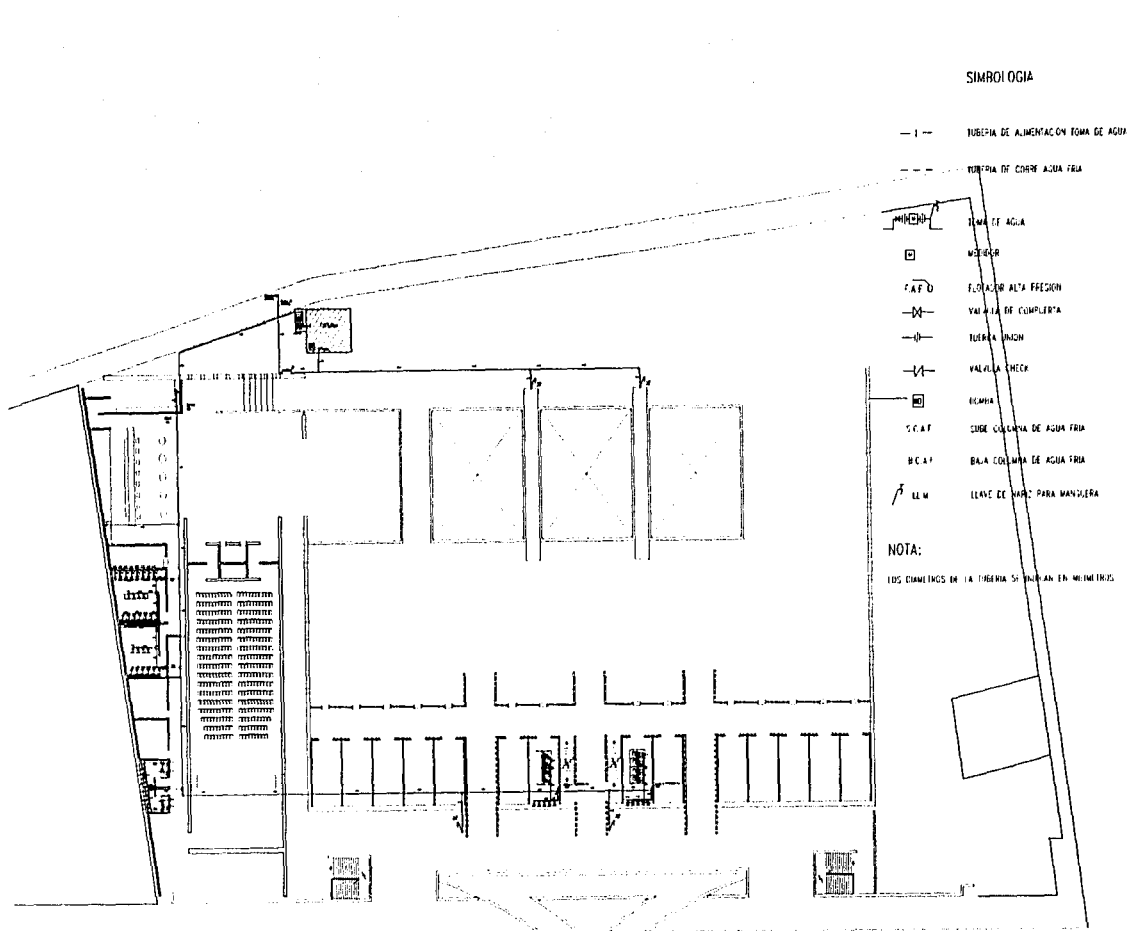 SIMBOLOGIA
TUBERIA DE ALIMENTACION TOMA DE AGUA
TUBERIA DE COBRE AGUA FRIA
TOMA DE AGUA
MEDIDOR
F.A.F. FLOTADOR ALTA PRESION
VALVULA DE COMPUERTA
TUERCA UNION
VALVULA CHECK
BOMBA
S.C.A.F. SUBE COLUMNA DE AGUA FRIA
B.C.A.F. BAJA COLUMNA DE AGUA FRIA
LL.M. LLAVE DE NARIZ PARA MANGUERA
NOTA:
LOS DIAMETROS DE LA TUBERIA SE INDICAN EN MILIMETROS